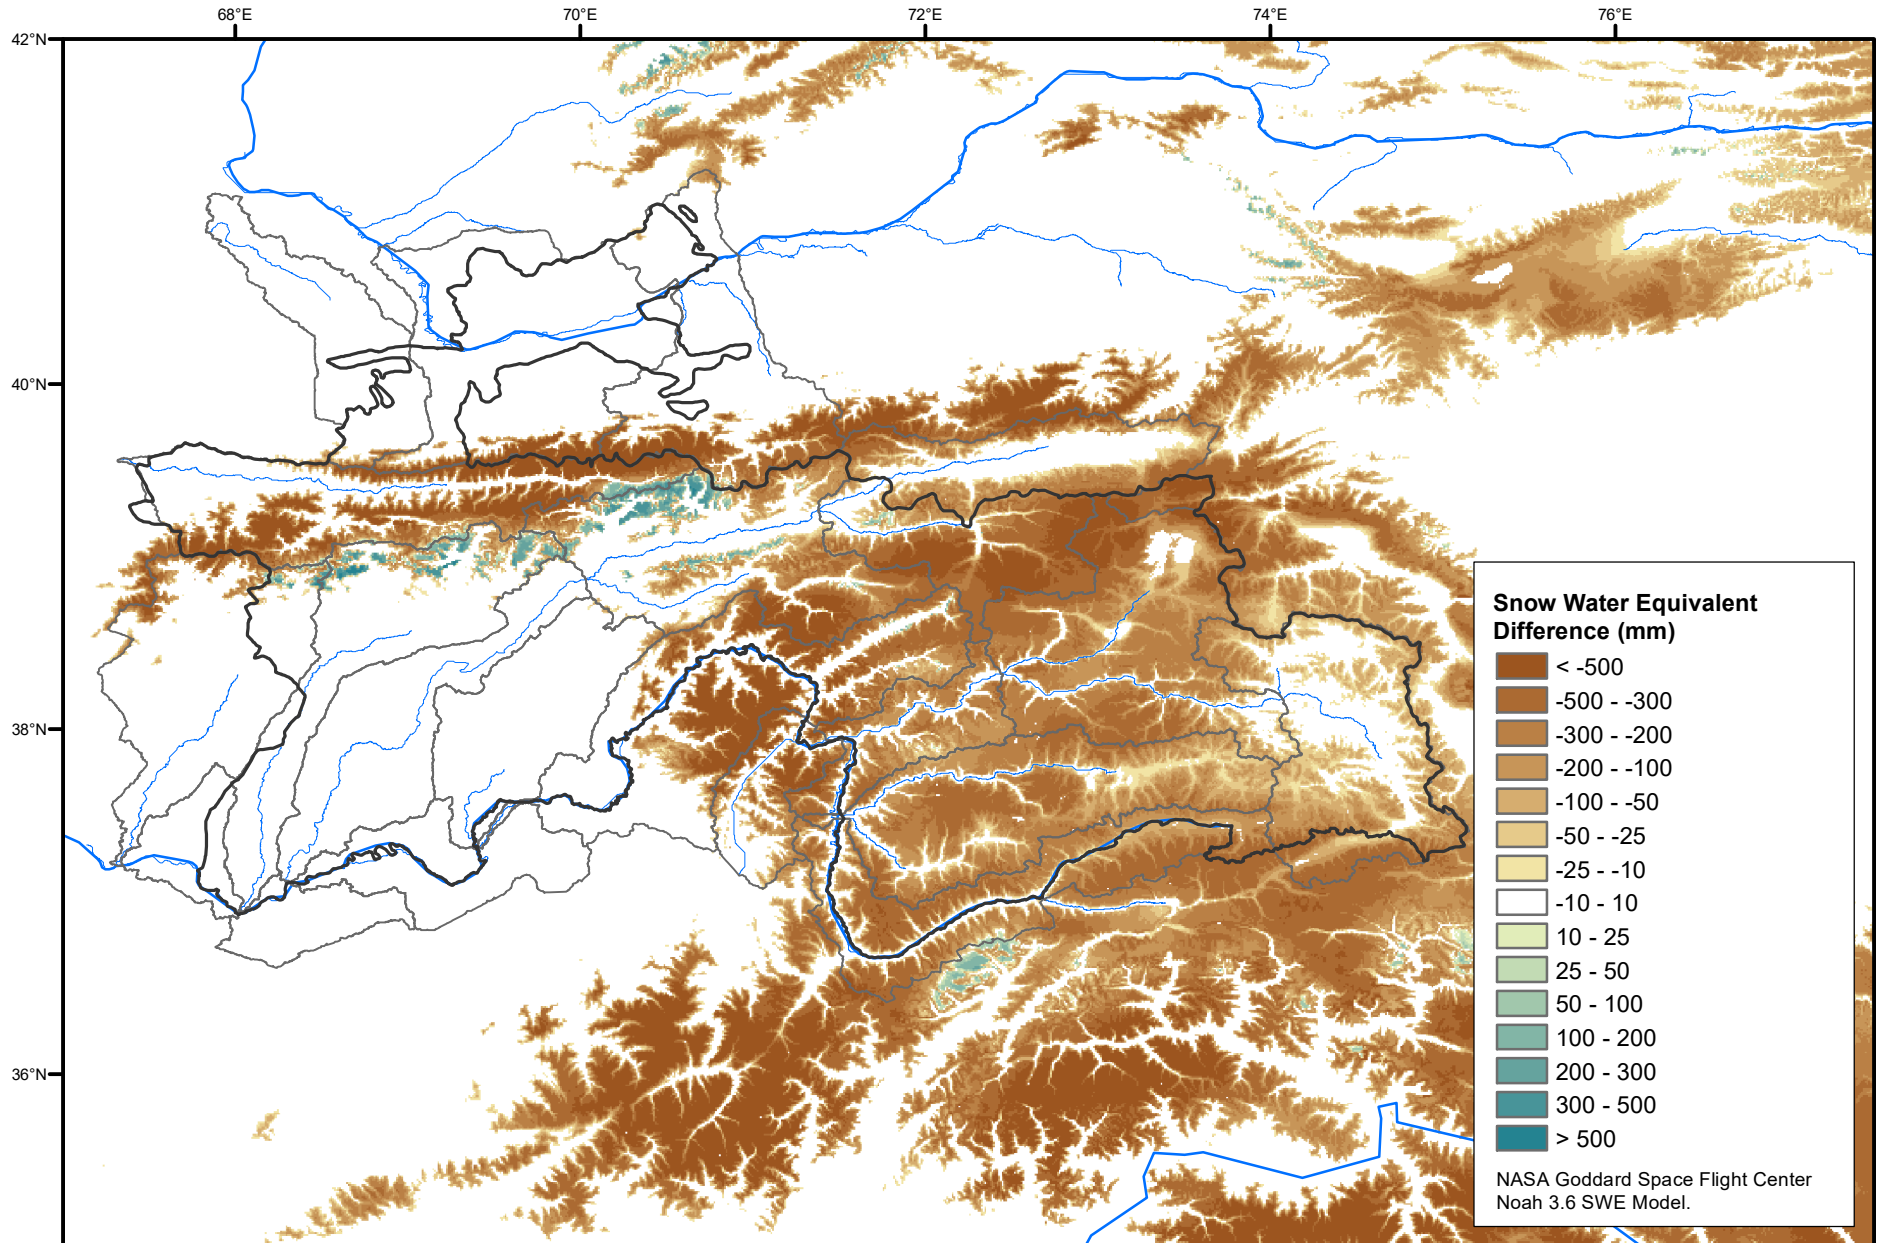 68°E
70°E
72°E
74°E
76°E
42°N
40°N
38°N
36°N
Snow Water Equivalent
Difference (mm)
< -500
-500 - -300
-300 - -200
-200 - -100
-100 - -50
-50 - -25
-25 - -10
-10 - 10
10 - 25
25 - 50
50 - 100
100 - 200
200 - 300
300 - 500
> 500
NASA Goddard Space Flight Center
Noah 3.6 SWE Model.